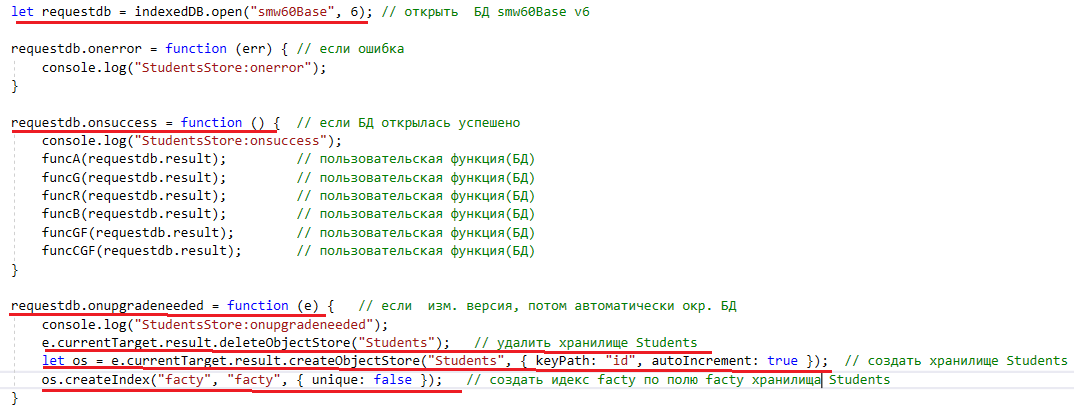 let requestdb = indexedDB.open("smw60Base", 6); // открыть  БД smw60Base v6
requestdb.onerror = function (err) { // если ошибка
console.log("StudentsStore:onerror");
}
requestdb.onsuccess = function () {  // если БД открылась успешено
console.log("StudentsStore:onsuccess");
funcA(requestdb.result);         // пользовательская функция(БД)
funcG(requestdb.result);         // пользовательская функция(БД)
funcR(requestdb.result);         // пользовательская функция(БД)
funcB(requestdb.result);         // пользовательская функция(БД)
funcGF(requestdb.result);        // пользовательская функция(БД)
funcCGF(requestdb.result);       // пользовательская функция(БД)
}
requestdb.onupgradeneeded = function (e) {   // если  изм. версия, потом автоматически окр. БД
console.log("StudentsStore:onupgradeneeded");
e.currentTarget.result.deleteObjectStore("Students");   // удалить хранилище Students
let os = e.currentTarget.result.createObjectStore("Students", { keyPath: "id", autoIncrement: true });  // создать хранилище Students
os.createIndex("facty", "facty", { unique: false });   // создать идекс facty по полю facty хранилища Students
}